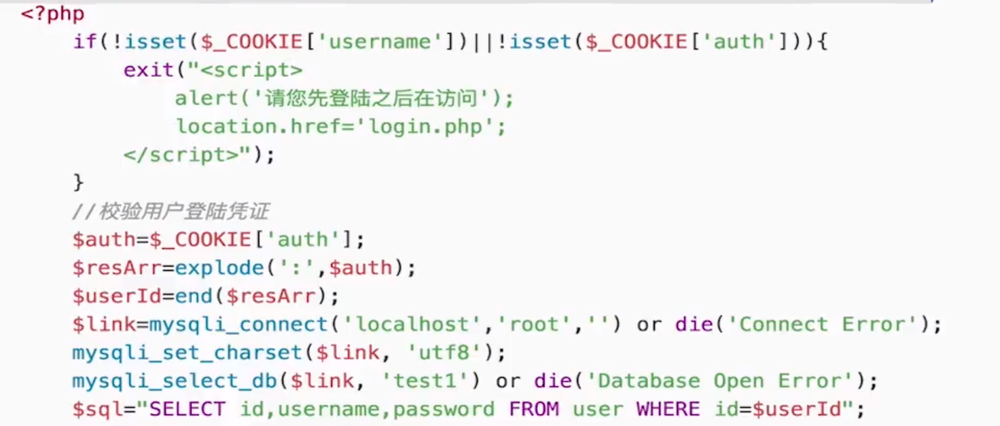 <?php
if(!isset($_COOKIE['username'])||!isset($_COOKIE['auth'])){
exit("<script>
alert('请您先登陆之后在访问');
location.href='login.php';
</script>");
}
//校验用户登陆凭证
$auth=$_COOKIE['auth'];
$resArr=explode(':',$auth);
$userId=end($resArr);
$link=mysqli_connect('localhost','root','') or die('Connect Error');
mysqli_set_charset($link, 'utf8');
mysqli_select_db($link, 'test1') or die('Database Open Error');
$sql="SELECT id,username,password FROM user WHERE id=$userId";